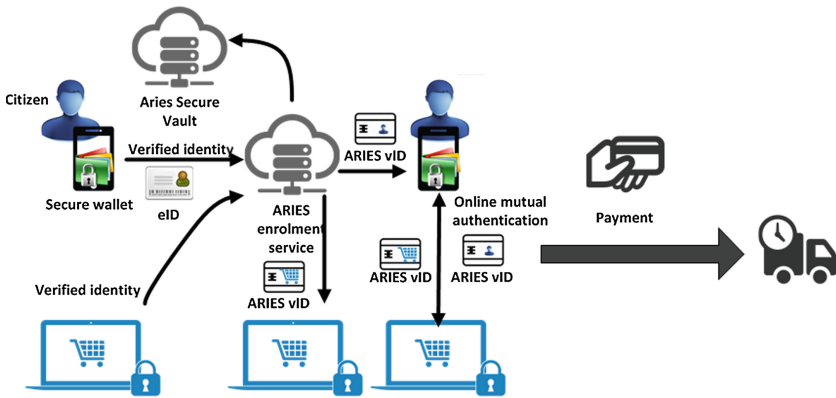 Citizen
Aries Secure
Vault
Verified identity
ARIES vID
Secure wallet
eID
ARIES
enrolment
service
Online mutual
authentication
Payment
Verified identity
ARIES vID
ARIES vID
ARIES vID